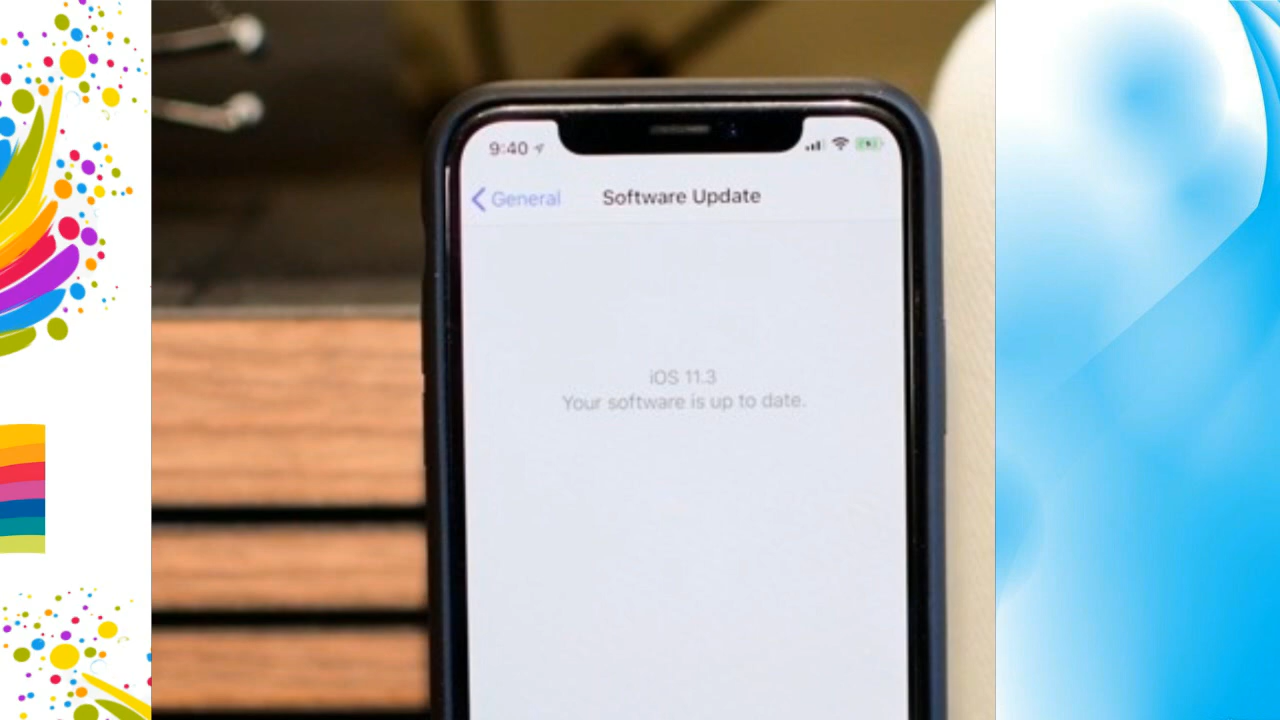 9:40
General
Software Update
iOS 11.3
Your software is up to date.